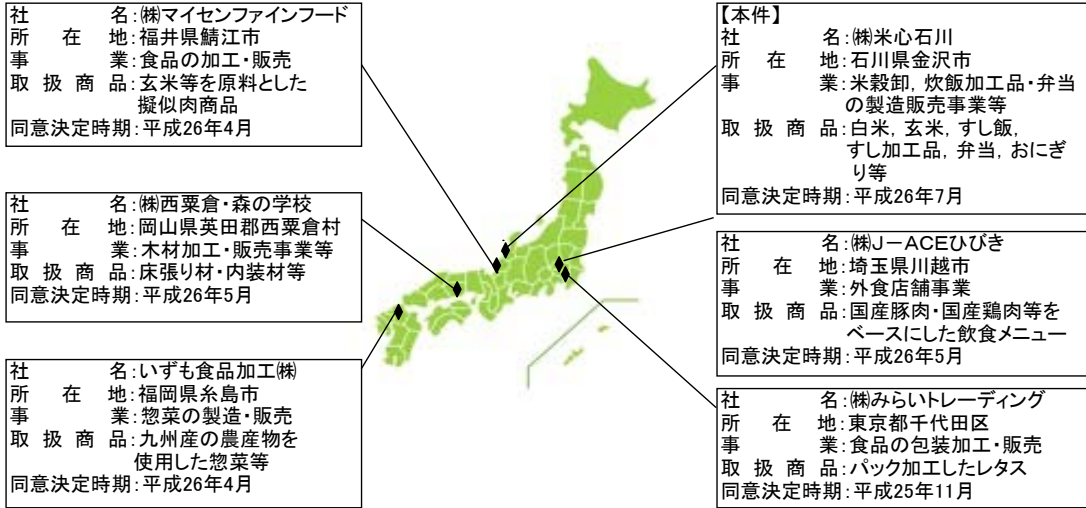 社名:㈱マイセンファインフード
所在地:福井県鯖江市
事業:食品の加工・販売
取扱商品:玄米等を原料とした
擬似肉商品
同意決定時期:平成26年4月
社名:㈱西粟倉・森の学校
所在地:岡山県英田郡西粟倉村
事業:木材加工・販売事業等
取扱商品:床張り材・内装材等
同意決定時期:平成26年5月
社名:いずも食品加工㈱
所在地:福岡県糸島市
事業:惣菜の製造・販売
取扱商品:九州産の農産物を
使用した惣菜等
同意決定時期:平成26年4月
【本件】
社名:㈱米心石川
所在地:石川県金沢市
事業:米穀卸,炊飯加工品・弁当
の製造販売事業等
取扱商品:白米,玄米,すし飯,
すし加工品,弁当,おにぎ
り等
同意決定時期:平成26年7月
社名:㈱J-ACEひびき
所在地:埼玉県川越市
事業:外食店舗事業
取扱商品:国産豚肉・国産鶏肉等を
ベースにした飲食メニュー
同意決定時期:平成26年5月
社名:㈱みらいトレーディング
所在地:東京都千代田区
事業:食品の包装加工・販売
取扱商品:パック加工したレタス
同意決定時期:平成25年11月